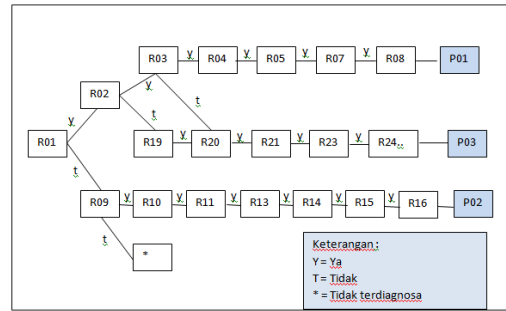 R03 y R04 y R05 y R07 y R08 P01
R02 y
y t t
R01 R19 y R20 y R21 y R23 y R24.. P03
t
R09 y R10 y R11 y R13 y R14 y R15 y R16 P02
t
*
Keterangan :
Y = Ya
T = Tidak
* = Tidak terdiagnosa